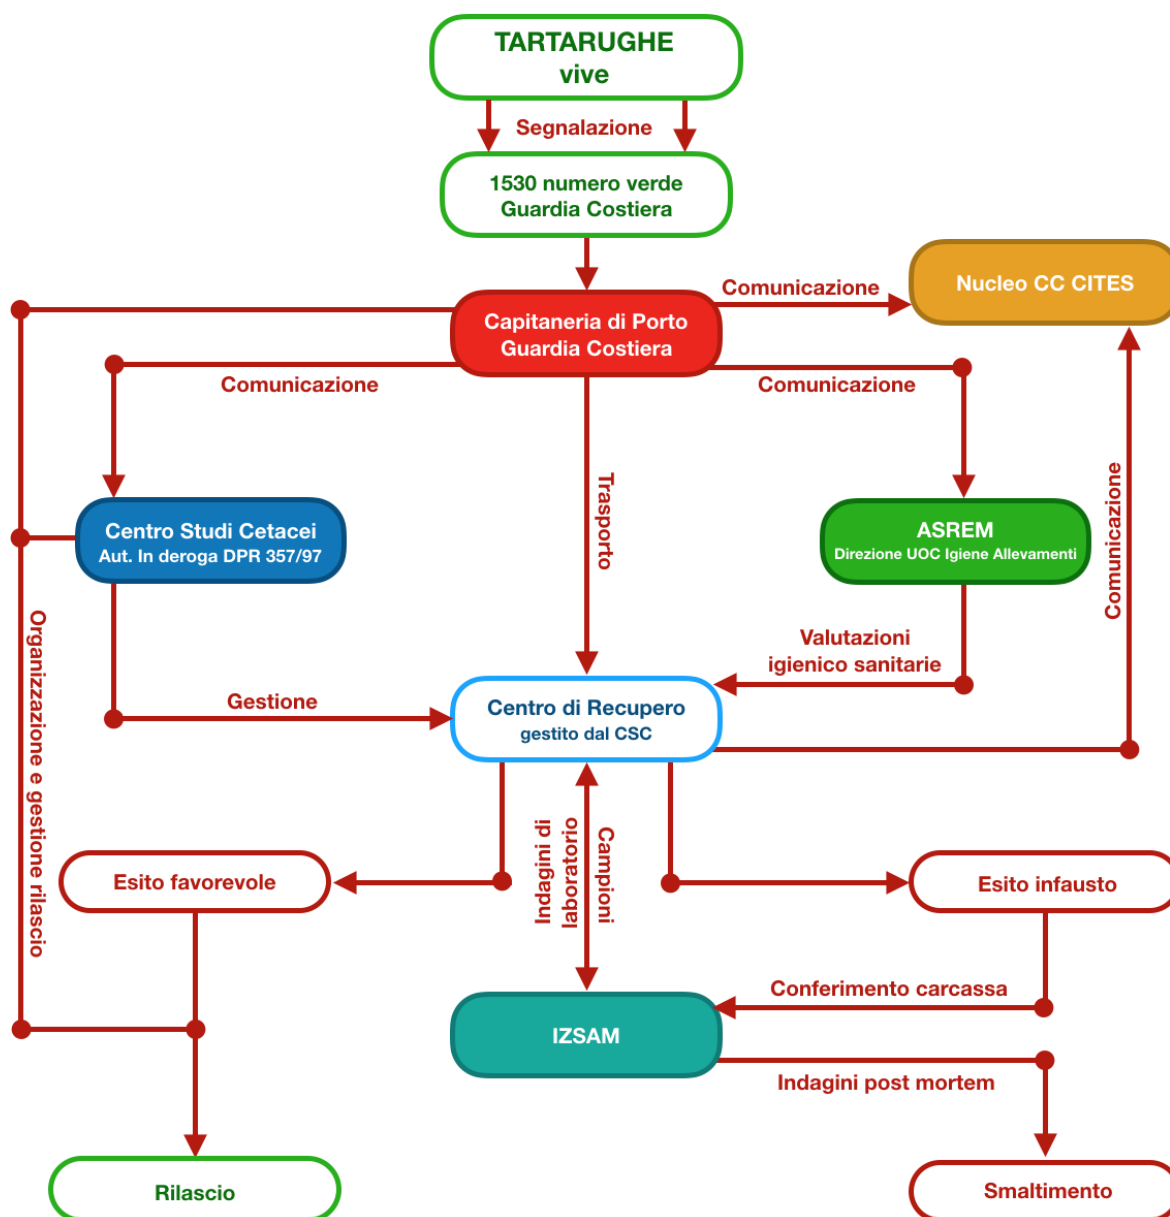 TARTARUGHE
vive
Segnalazione
1530 numero verde
Guardia Costiera
Comunicazione
Nucleo CC CITES
Capitaneria di Porto
Guardia Costiera
Comunicazione
Comunicazione
Trasporto
Comunicazione
Centro Studi Cetacei
Aut. In deroga DPR 357/97
ASREM
Direzione UOC Igiene Allevamenti
Organizzazione e gestione rilascio
Valutazioni
igienico sanitarie
Gestione
Centro di Recupero
gestito dal CSC
Indagini di
laboratorio
Campioni
Esito favorevole
Esito infausto
Conferimento carcassa
IZSAM
Indagini post mortem
Rilascio
Smaltimento